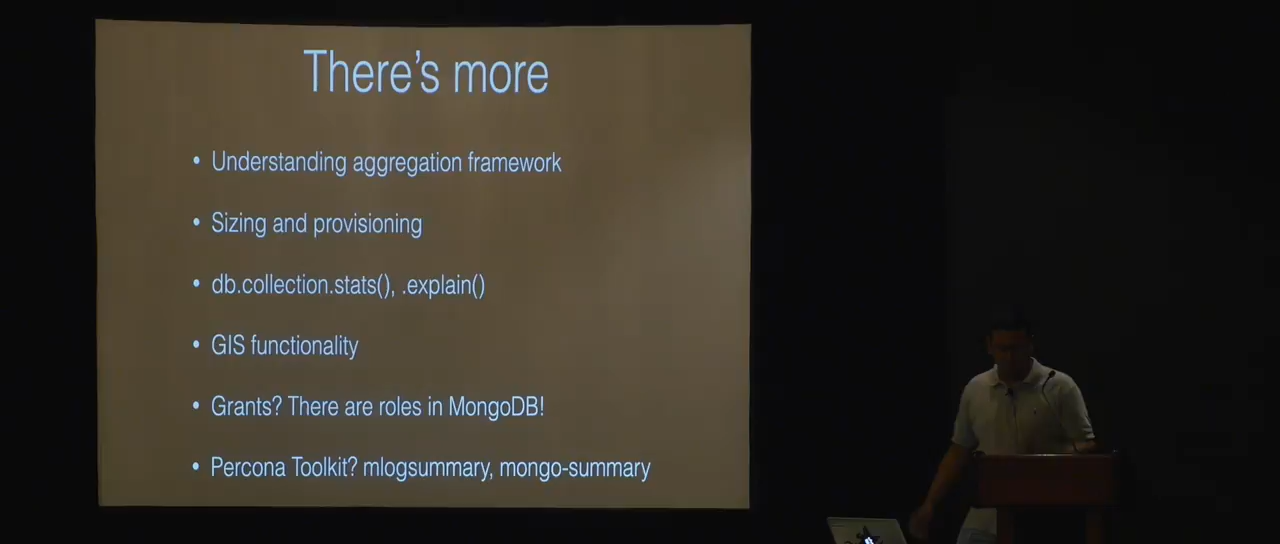 There's more
• Understanding aggregation framework
• Sizing and provisioning
• db.collection.stats(), .explain()
• GIS functionality
• Grants? There are roles in MongoDB!
• Percona Toolkit? mlogsummary, mongo-summary